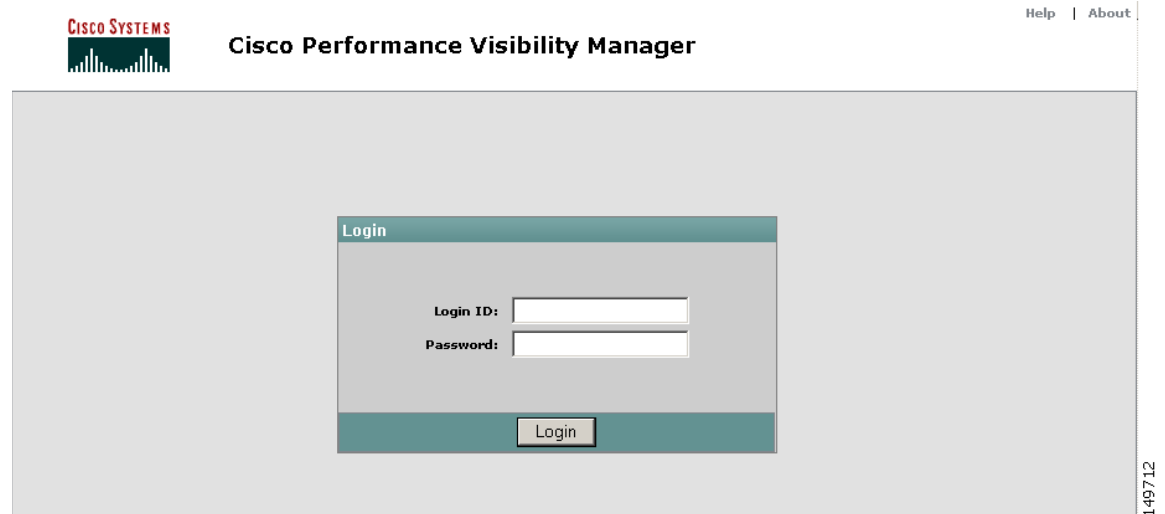 Help | About
CISCO SYSTEMS
Cisco Performance Visibility Manager
Login
Login ID:
Password:
Login
149712